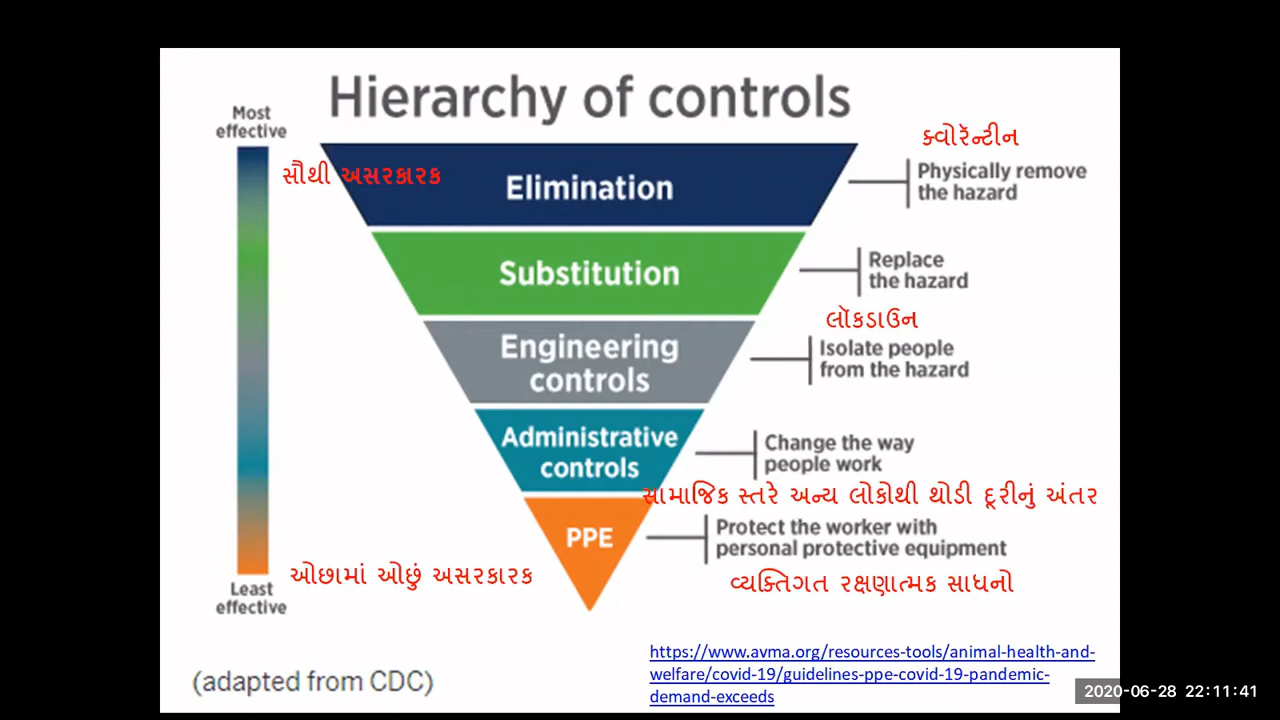 Hierarchy of controls
Most
effective
સૌથી અસરકારક
Elimination
ક્વોરૅન્ટીન
Physically remove
the hazard
Substitution
Replace
the hazard
Engineering
controls
લૉકડાઉન
Isolate people
from the hazard
Administrative
controls
Change the way
people work
સામાજિક સ્તરે અન્ય લોકોથી થોડી દૂરીનું અંતર
PPE
Protect the worker with
personal protective equipment
વ્યક્તિગત રક્ષણાત્મક સાધનો
ઓછામાં ઓછું અસરકારક
Least
effective
(adapted from CDC)
https://www.avma.org/resources-tools/animal-health-and-
welfare/covid-19/guidelines-ppe-covid-19-pandemic-
demand-exceeds
2020-06-28 22:11:41